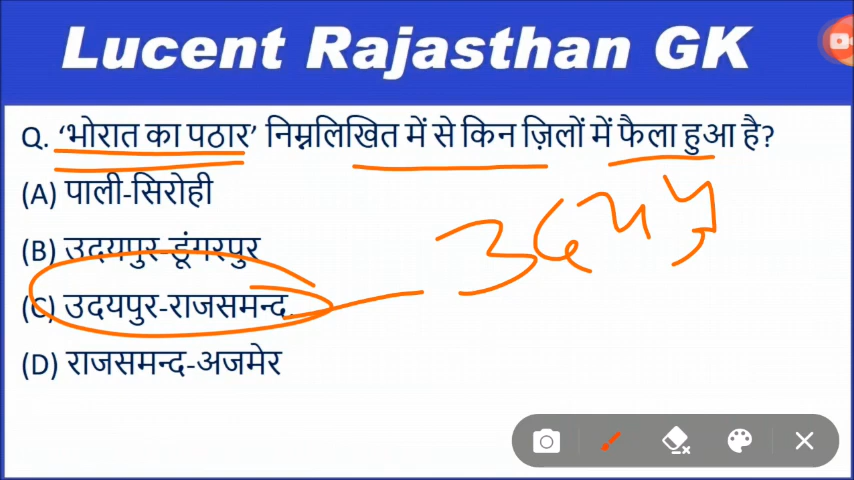 Lucent Rajasthan GK
Q. ‘भोरात का पठार’ निम्नलिखित में से किन ज़िलों में फैला हुआ है?
(A) पाली-सिरोही
(B) उदयपुर-डूंगरपुर
(C) उदयपुर-राजसमन्द.
(D) राजसमन्द-अजमेर